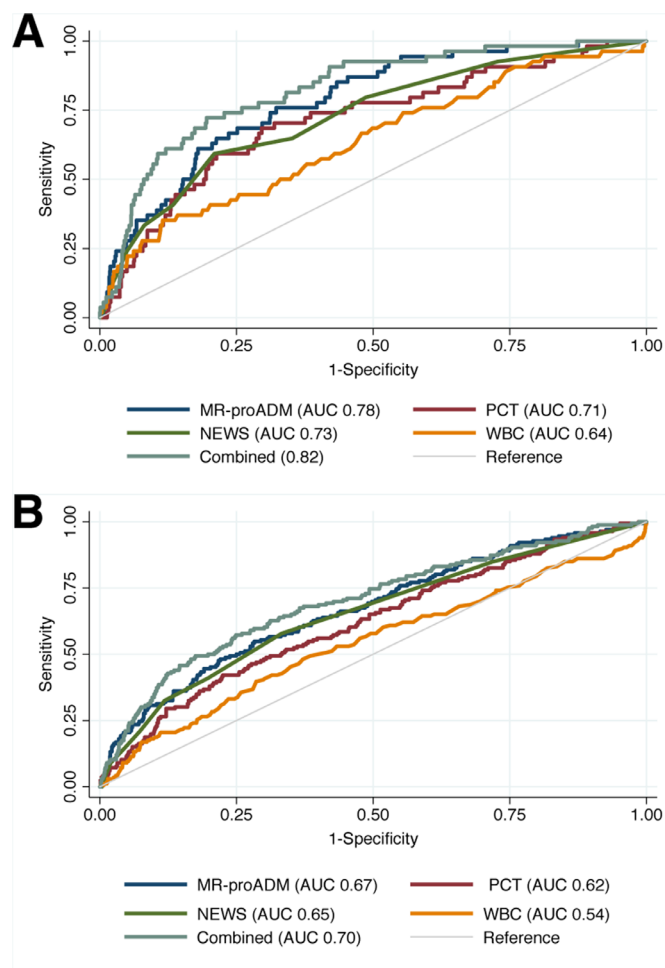 A
1.00
0.75
0.50
0.25
0.00
Sensitivity
0.00 0.25 0.50 0.75 1.00
1-Specificity
MR-proADM (AUC 0.78) PCT (AUC 0.71)
NEWS (AUC 0.73) WBC (AUC 0.64)
Combined (0.82) Reference
B
1.00
0.75
0.50
0.25
0.00
Sensitivity
0.00 0.25 0.50 0.75 1.00
1-Specificity
MR-proADM (AUC 0.67) PCT (AUC 0.62)
NEWS (AUC 0.65) WBC (AUC 0.54)
Combined (AUC 0.70) Reference